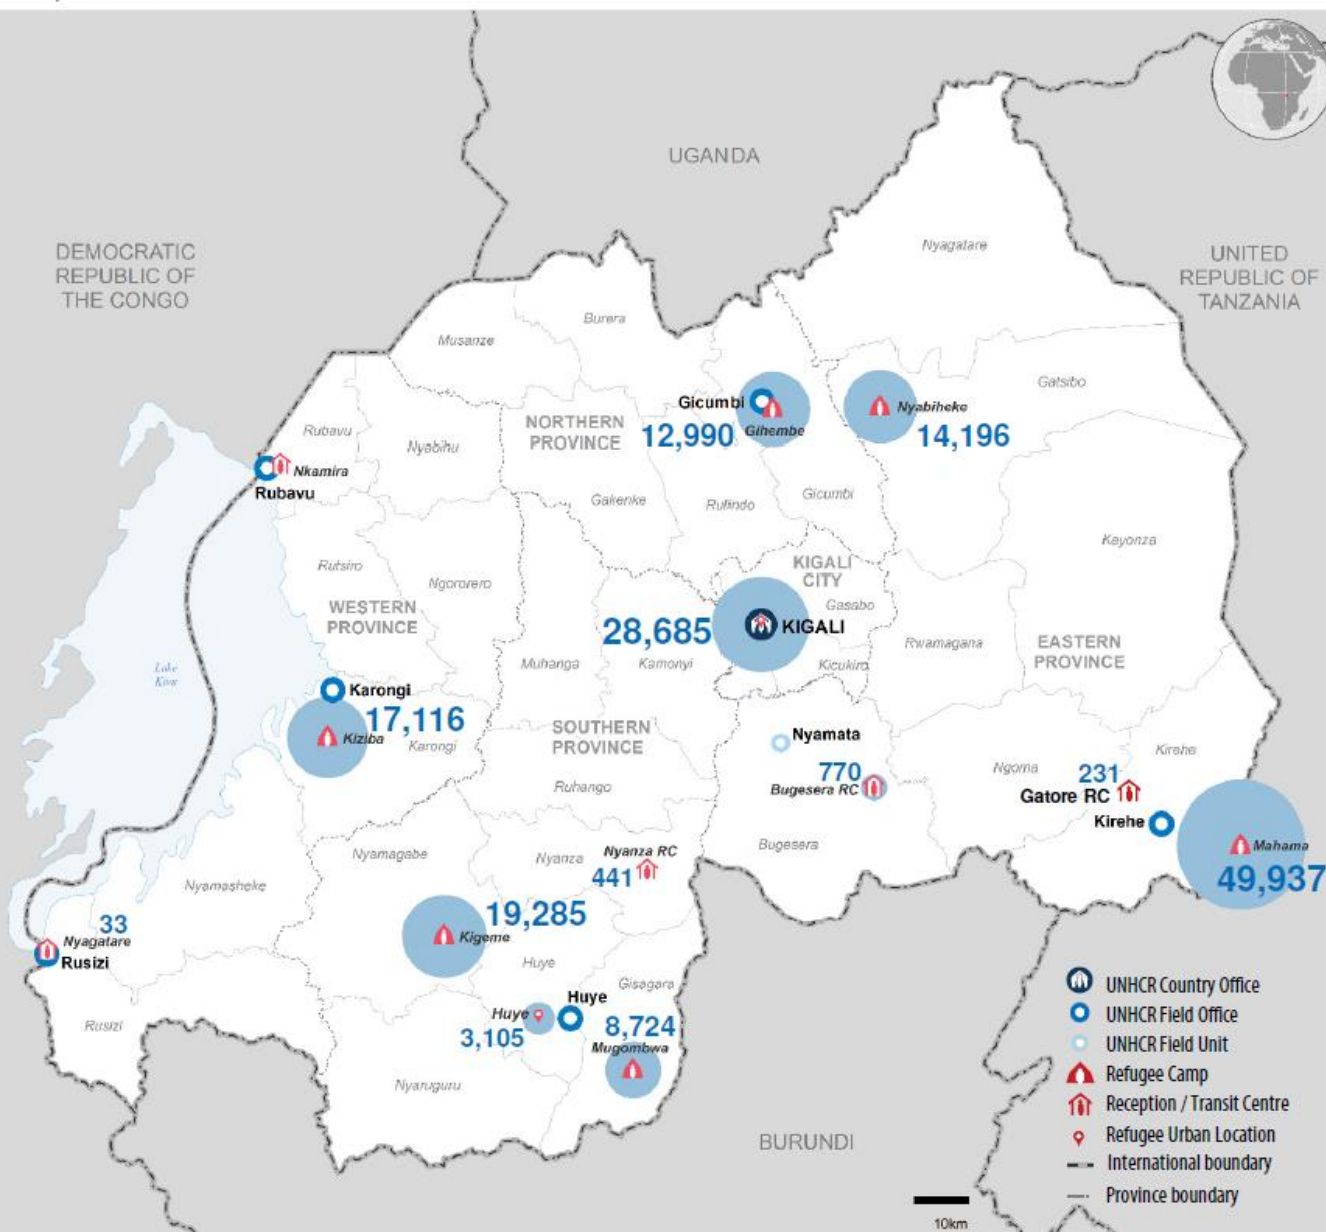 UGANDA
DEMOCRATIC
REPUBLIC OF
THE CONGO
UNITED
REPUBLIC OF
TANZANIA
Nyagatare
Burera
Musanze
Gatsibo
Rubavu
Nyabihu
NORTHERN
PROVINCE
Gicumbi
12,990
Gihembe
Nyabiheke
14,196
Nkamira
Rubavu
Gakenke
Rulindo
Gicumbi
Kayonza
Rutsiro
Ngororero
WESTERN
PROVINCE
KIGALI
CITY
Gasabo
28,685
KIGALI
Kicukiro
Rwamagana
EASTERN
PROVINCE
Lake
Kivu
Muhanga
Kamonyi
Karongi
17,116
Kiziba
Karongi
SOUTHERN
PROVINCE
Ruhango
Nyamata
770
Bugesera RC
Bugesera
Ngoma
Kirehe
231
Gatore RC
Kirehe
Mahama
49,937
Nyamagabe
Nyanza
Nyanza RC
441
Nyamasheke
33
Nyagatare
Rusizi
Rusizi
19,285
Kigeme
Huye
Gisagara
Huye
Huye
3,105
8,724
Mugombwa
Nyaruguru
BURUNDI
UNHCR Country Office
UNHCR Field Office
UNHCR Field Unit
Refugee Camp
Reception / Transit Centre
Refugee Urban Location
International boundary
Province boundary
10km